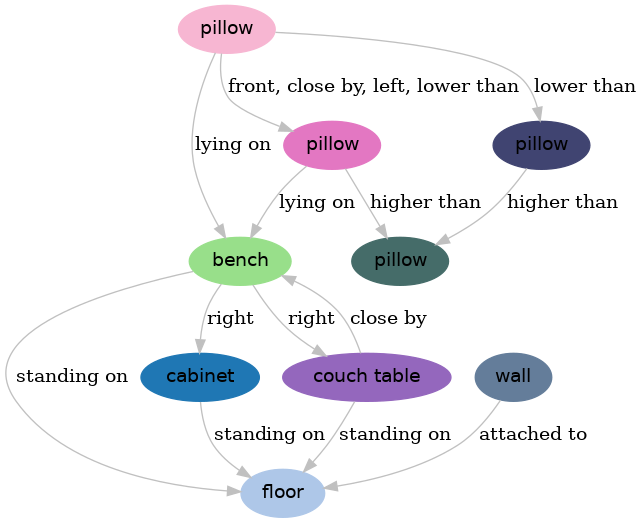 pillow
front, close by, left, lower than
lower than
pillow
pillow
lying on
lying on
higher than
higher than
bench
pillow
right
right
close by
standing on
cabinet
couch table
wall
standing on
standing on
attached to
floor